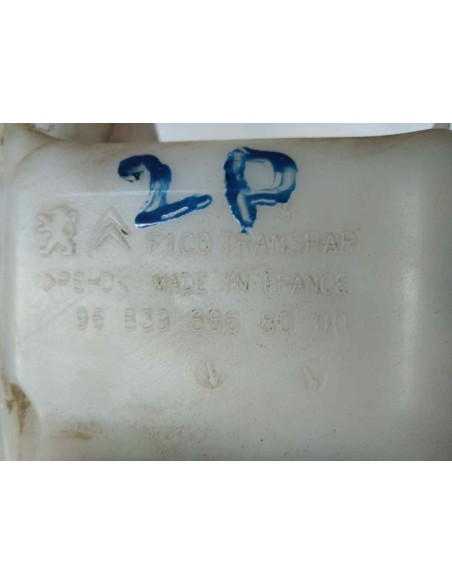 2P
PICO TRANSPAR
>PE-HD< MADE IN FRANCE
96 839 886 80 00